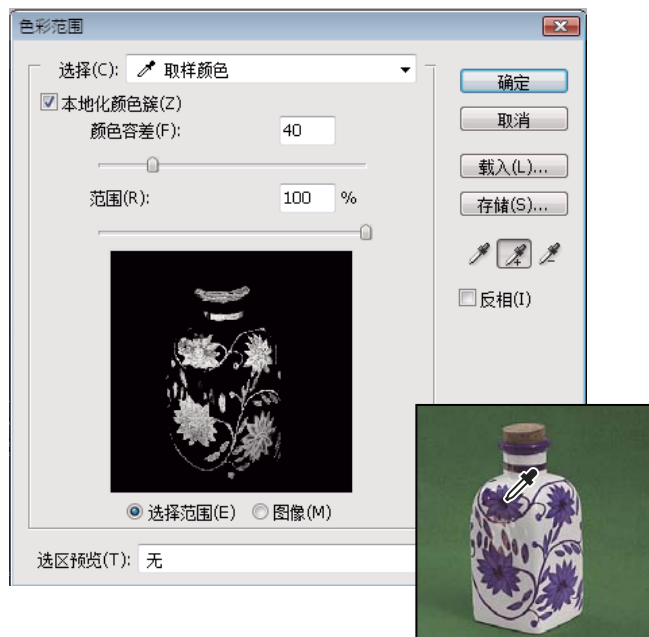 色彩范围
选择(C): 取样颜色
本地化颜色簇(Z)
颜色容差(F): 40
范围(R): 100 %
选择范围(E) 图像(M)
选区预览(T): 无
确定
取消
载入(L)...
存储(S)...
反相(I)